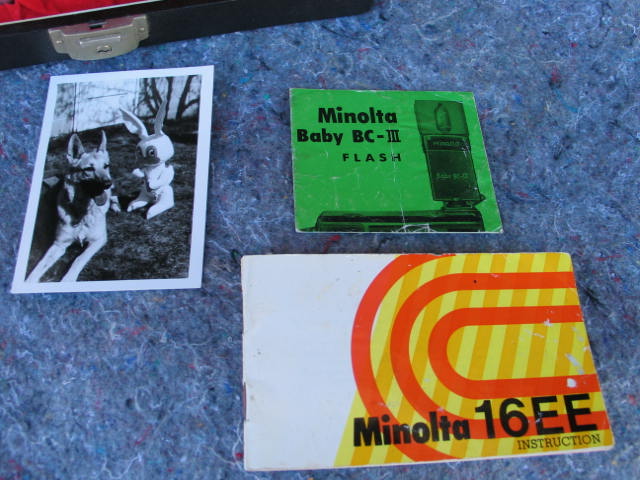 Minolta
Baby BC-III
FLASH
Minolta 16EE
INSTRUCTION